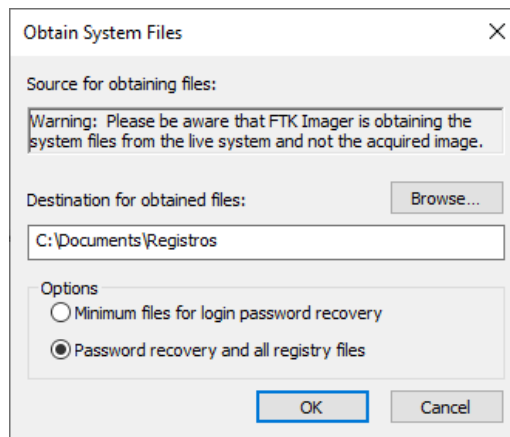 Obtain System Files
Source for obtaining files:
Warning:  Please be aware that FTK Imager is obtaining the
system files from the live system and not the acquired image.
Destination for obtained files:
Browse...
C:\Documents\Registros
Options
Minimum files for login password recovery
Password recovery and all registry files
OK
Cancel